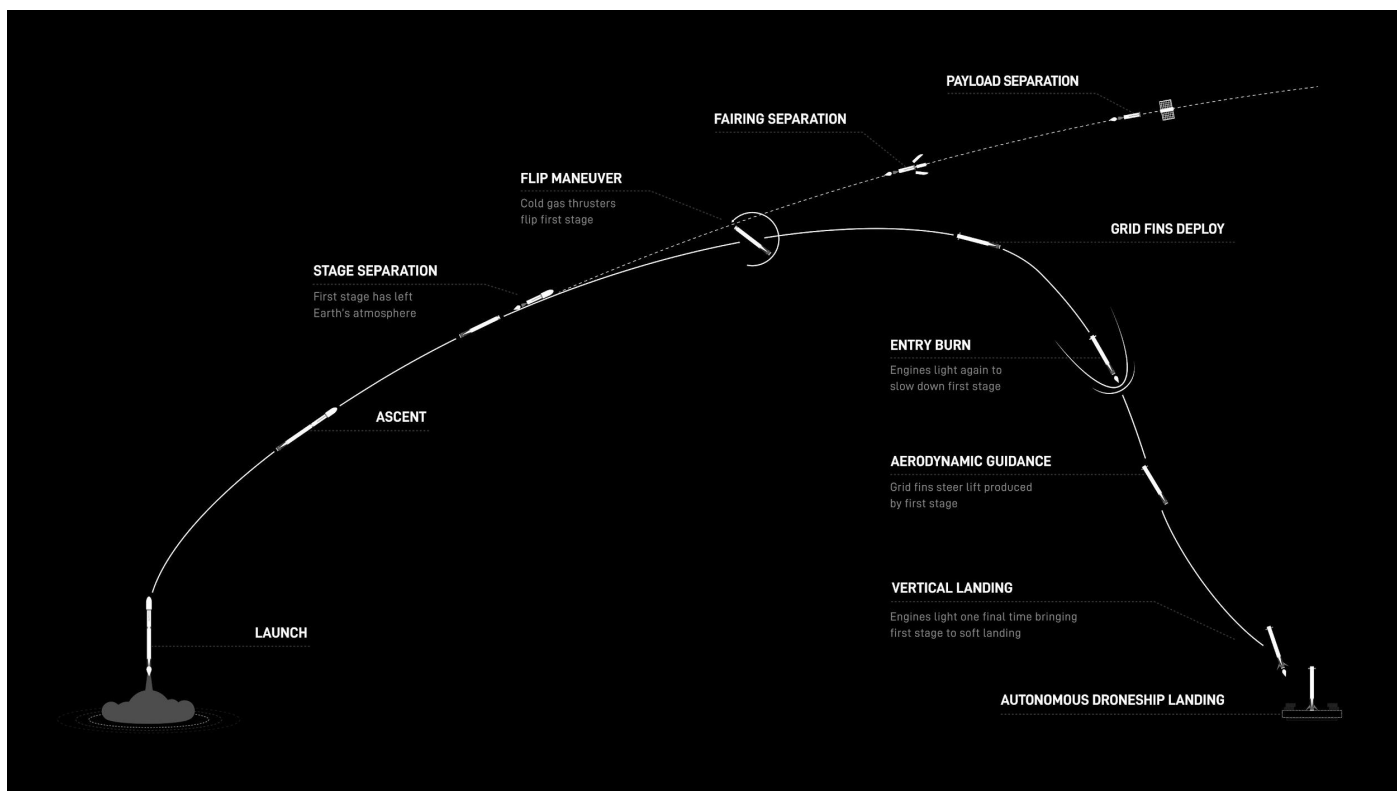 PAYLOAD SEPARATION
FAIRING SEPARATION
FLIP MANEUVER
Cold gas thrusters
flip first stage
GRID FINS DEPLOY
STAGE SEPARATION
First stage has left
Earth's atmosphere
ENTRY BURN
Engines light again to
slow down first stage
ASCENT
AERODYNAMIC GUIDANCE
Grid fins steer lift produced
by first stage
VERTICAL LANDING
Engines light one final time bringing
first stage to soft landing
LAUNCH
AUTONOMOUS DRONESHIP LANDING